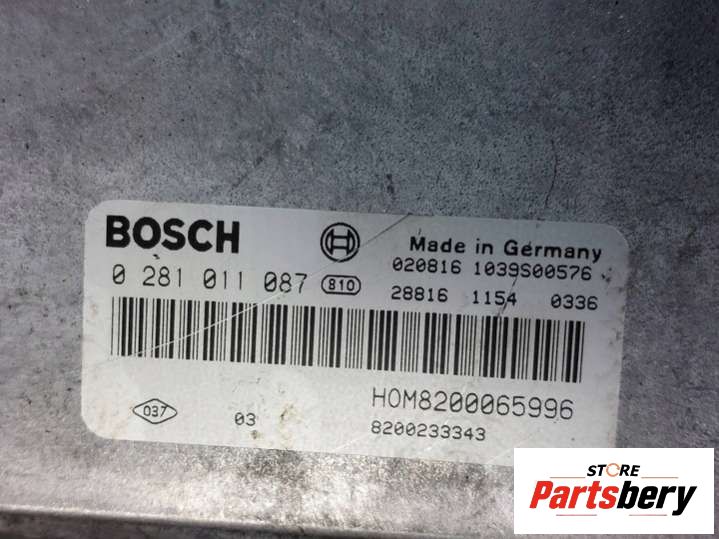 BOSCH
Made in Germany
0 281 011 087 810
020816 1039S00576
28816 1154 0336
037
03
HOM8200065996
8200233343
STORE
Partsbery